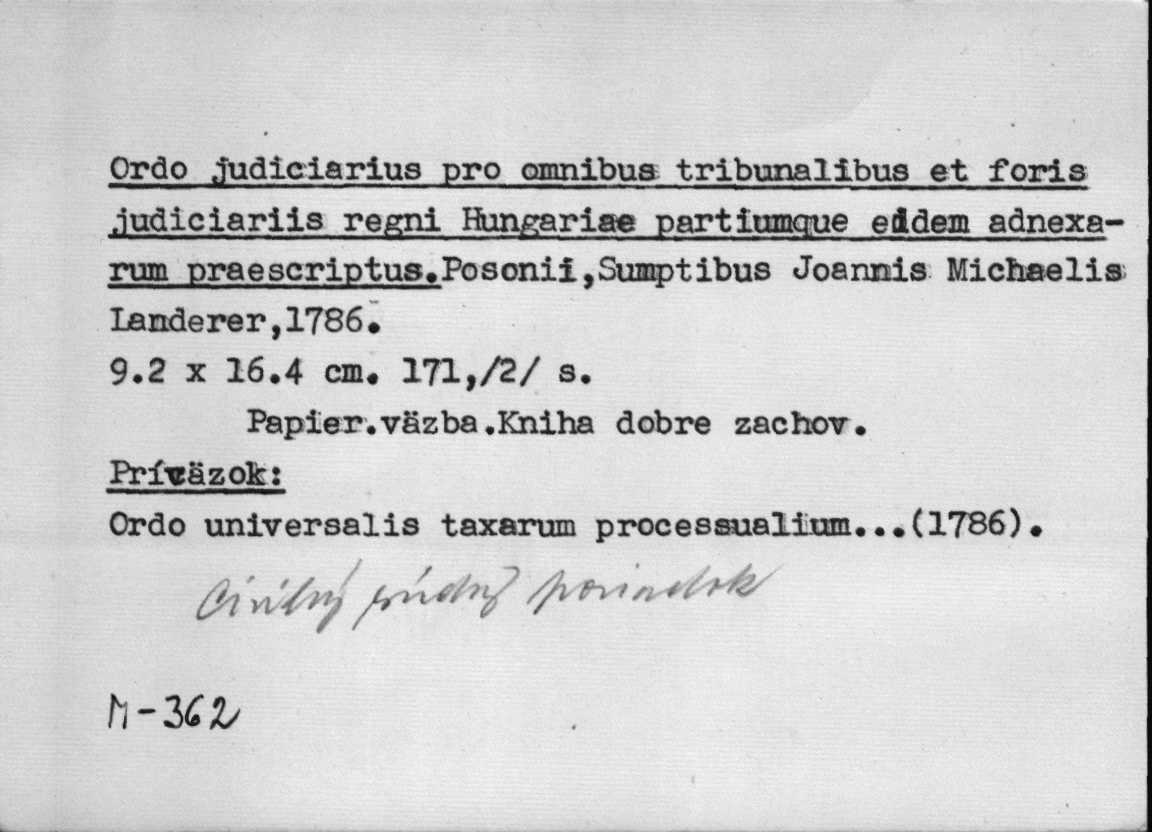 Ordo judiciarius pro omnibus tribunalibus et foris
judiciariis regni Hungariae partiumque eidem adnexa-
rum praescriptus.Posonii,Sumptibus Joannis Michaelis
Landerer,1786.
9.2 x 16.4 cm. 171,/2/ s.
Papier.väzba.Kniha dobre zachov.
Príväzok:
Ordo universalis taxarum processualium...(1786).
Civilný súdny poriadok
M-362